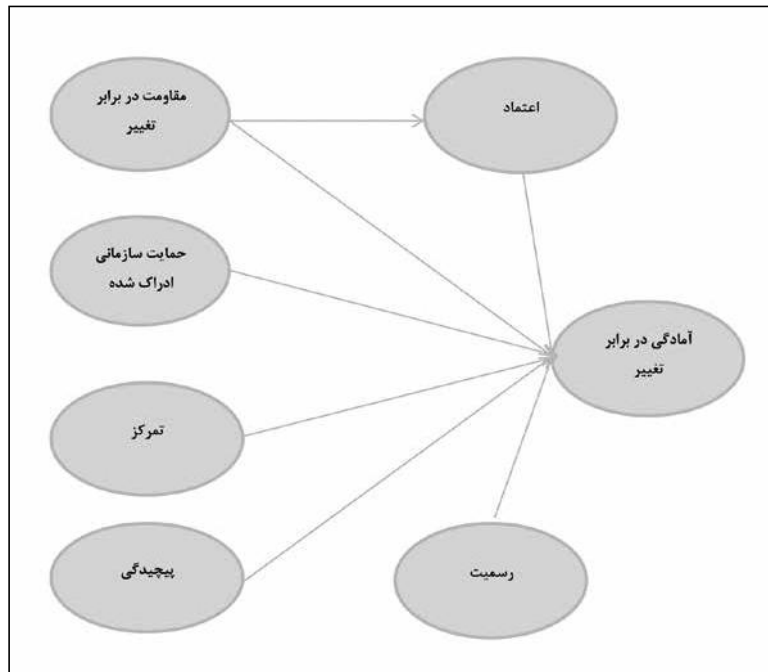 مقاومت در برابر
تغییر
اعتماد
حمایت سازمانی
ادراک شده
آمادگی در برابر
تغییر
تمرکز
پیچیدگی
رسمیت